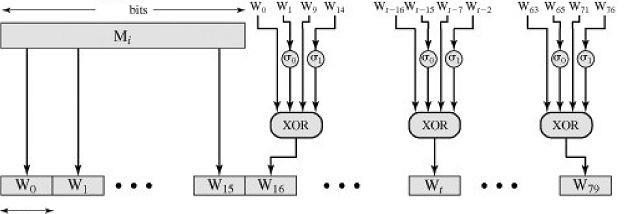 bits
W0 W1 W9 W14
Wt−16 Wt−15 Wt−7 Wt−2
W63 W65 W71 W76
Mi
σ0 σ1
σ0 σ1
σ0 σ1
XOR
XOR
XOR
W0 W1 • • • W15 W16 • • • Wt • • • W79